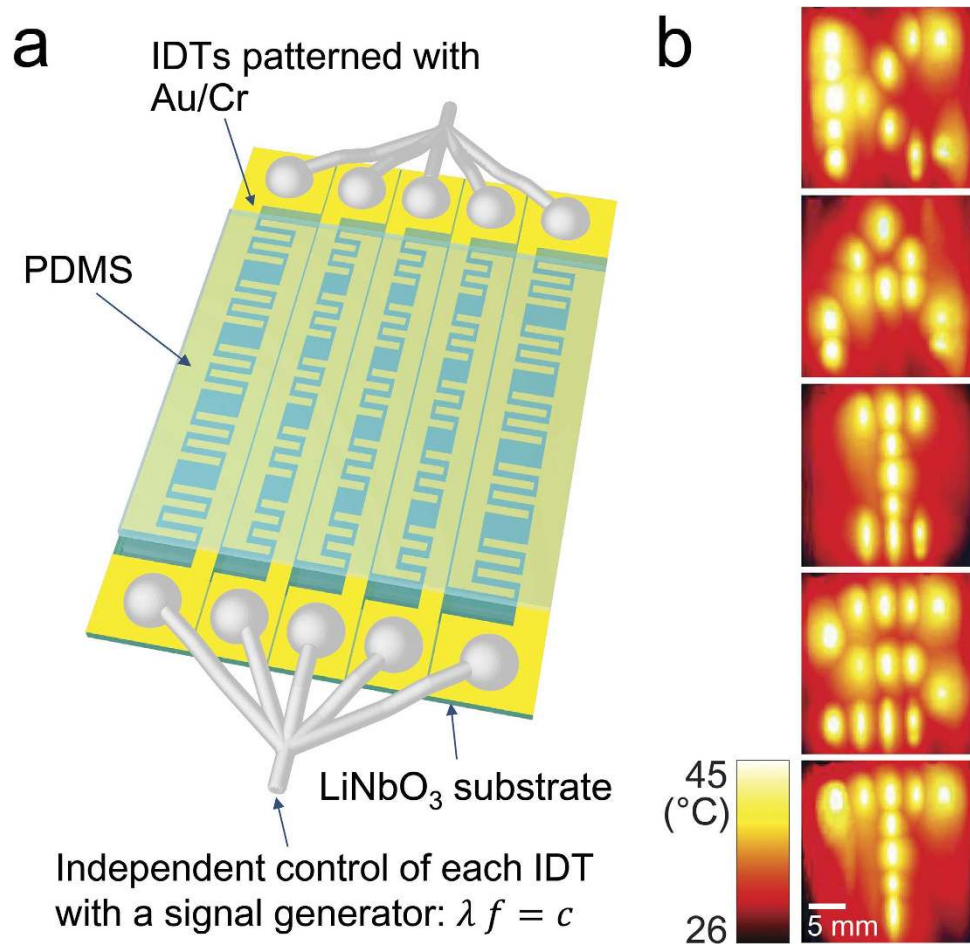 a
IDTs patterned with
Au/Cr
PDMS
LiNbO₃ substrate
Independent control of each IDT
with a signal generator: λ f = c
b
45
(°C)
26
5 mm